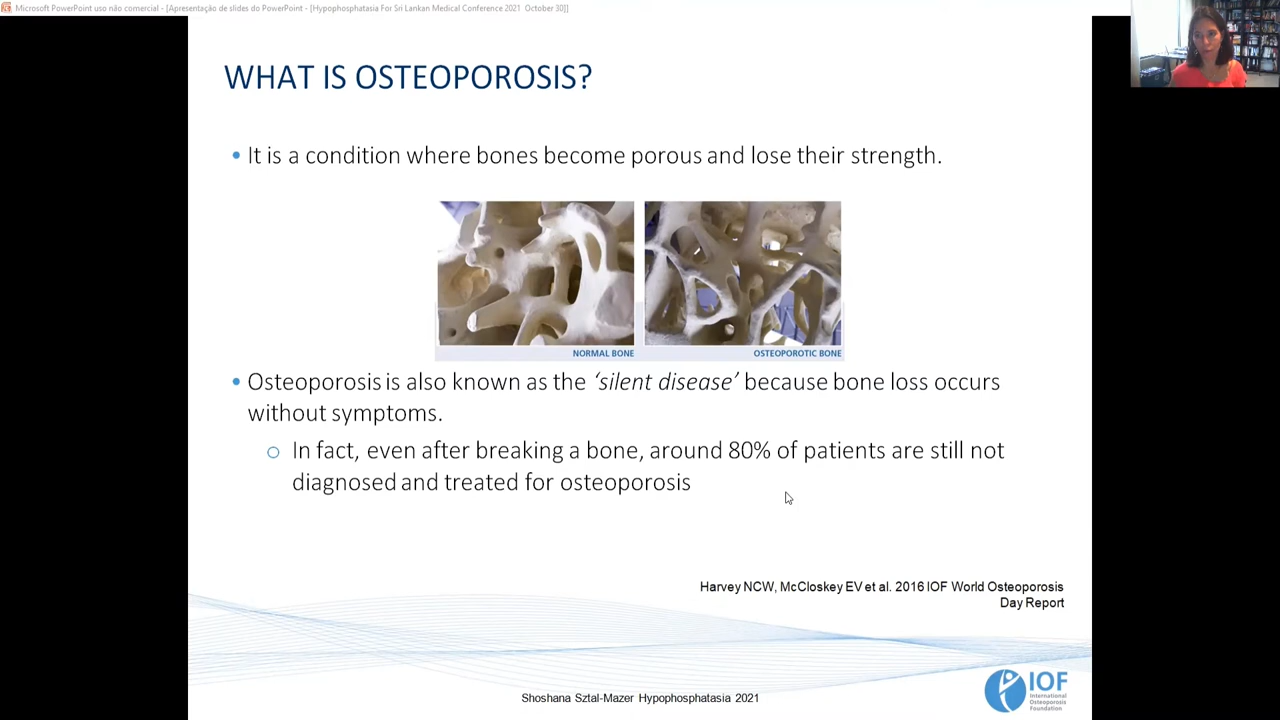 Microsoft PowerPoint uso não comercial - [Apresentação de slides do PowerPoint - [Hypophosphatasia For Sri Lankan Medical Conference 2021  October 30]]
WHAT IS OSTEOPOROSIS?
• It is a condition where bones become porous and lose their strength.
NORMAL BONE
OSTEOPOROTIC BONE
• Osteoporosis is also known as the ‘silent disease’ because bone loss occurs
without symptoms.
o In fact, even after breaking a bone, around 80% of patients are still not
diagnosed and treated for osteoporosis
Harvey NCW, McCloskey EV et al. 2016 IOF World Osteoporosis
Day Report
Shoshana Sztal-Mazer Hypophosphatasia 2021
IOF
International
Osteoporosis
Foundation